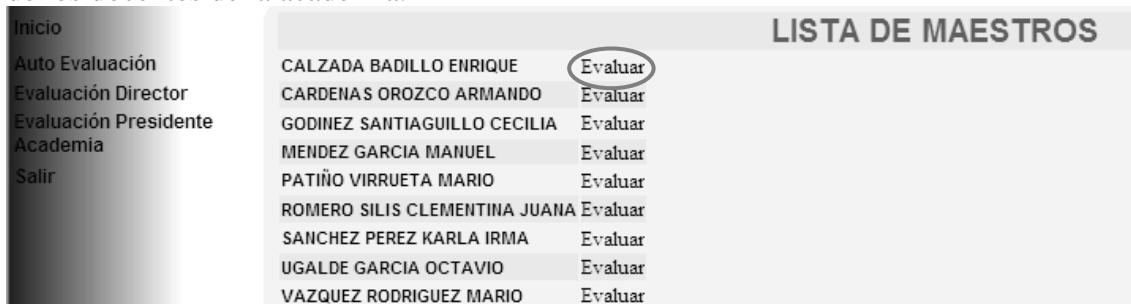 Inicio
Auto Evaluación
Evaluación Director
Evaluación Presidente
Academia
Salir
LISTA DE MAESTROS
CALZADA BADILLO ENRIQUE Evaluar
CARDENAS OROZCO ARMANDO Evaluar
GODINEZ SANTIAGUILLO CECILIA Evaluar
MENDEZ GARCIA MANUEL Evaluar
PATIÑO VIRRUETA MARIO Evaluar
ROMERO SILIS CLEMENTINA JUANA Evaluar
SANCHEZ PEREZ KARLA IRMA Evaluar
UGALDE GARCIA OCTAVIO Evaluar
VAZQUEZ RODRIGUEZ MARIO Evaluar